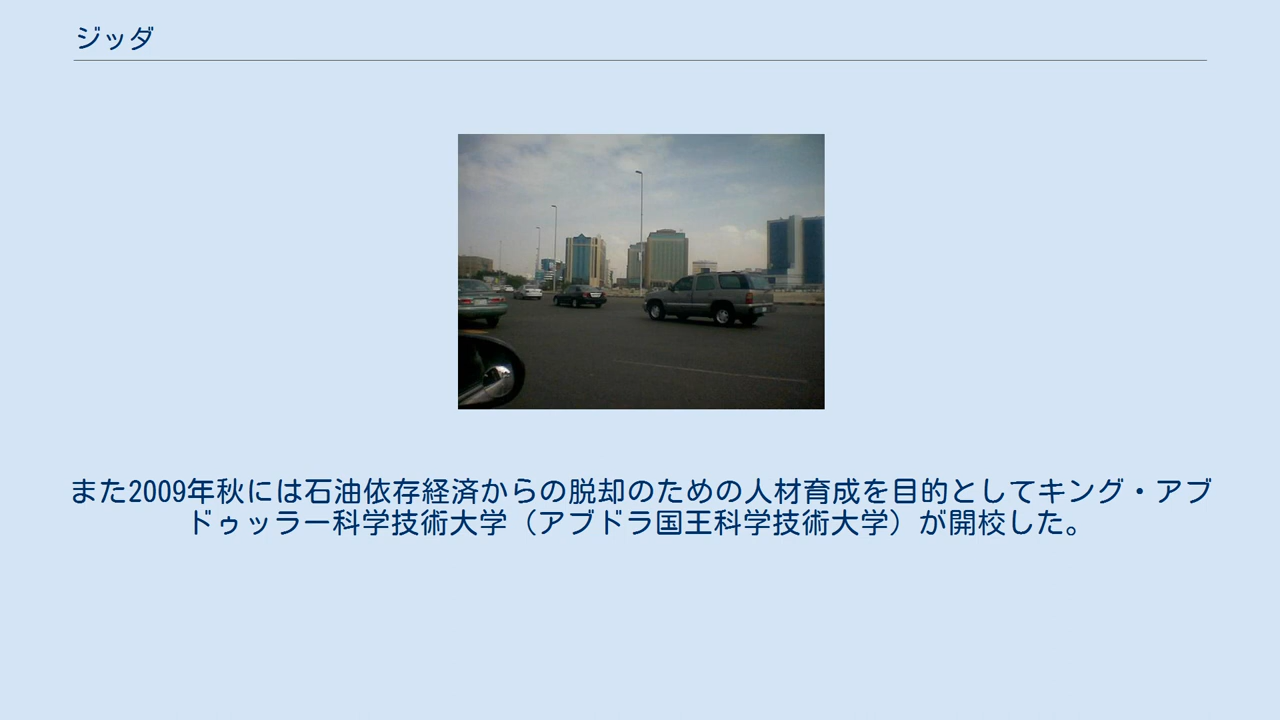 ジッダ
また2009年秋には石油依存経済からの脱却のための人材育成を目的としてキング・アブ
ドゥッラー科学技術大学（アブドラ国王科学技術大学）が開校した。